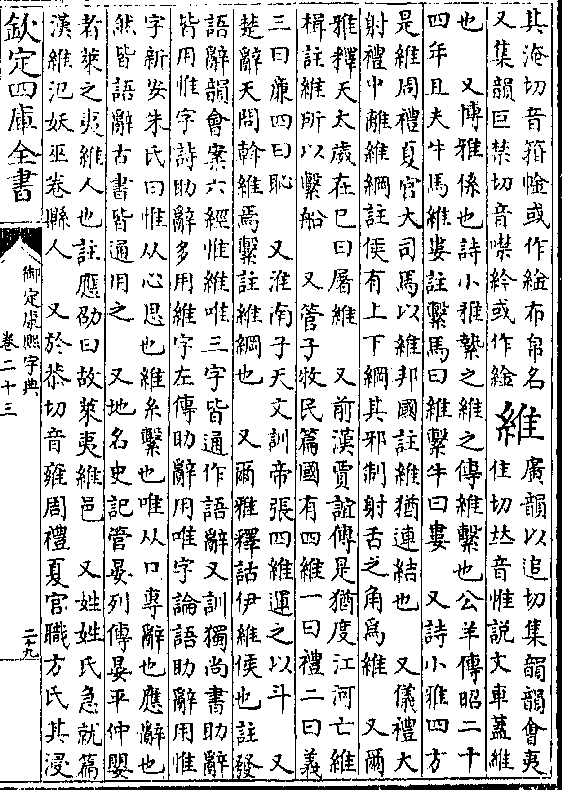 其淹切音箝㡨或作䋻布帛名維廣韻以追切集韻韻會夷
又集韻巨禁切音噤紟或作䋻佳切𠀤音惟説文車蓋維
也　又博雅係也詩小雅縶之維之傳維繫也公羊傳昭二十
四年且夫牛馬維婁註繫馬曰維繫牛曰婁　又詩小雅四方
是維周禮夏官大司馬以維邦國註維猶連結也　又儀禮大
射禮中離維綱註侯有上下綱其邪制射舌之角爲維　又爾
雅釋天太歲在巳曰屠維　又前漢賈誼傳是猶度江河亡維
楫註維所以繫船　又管子牧民篇國有四維一曰禮二曰義
三曰廉四曰恥　又淮南子天文訓帝張四維運之以斗　又
楚辭天問斡維焉繫註維綱也　又爾雅釋詁伊維侯也註發
語辭韻會案六經惟維唯三字皆通作語辭又訓獨尚書助辭
皆用惟字詩助辭多用維字左傳助辭用唯字論語助辭用惟
字新安朱氏曰惟从心思也維糸繫也唯从口專辭也應辭也
然皆語辭古書皆通用之　又地名史記管晏列傳晏平仲嬰
者萊之夷維人也註應劭曰故萊夷維邑　又姓姓氏急就篇
漢維氾妖巫卷縣人　又於恭切音雍周禮夏官職方氏其浸
欽定四庫全書
御定康熙字典
卷二十三
二十九